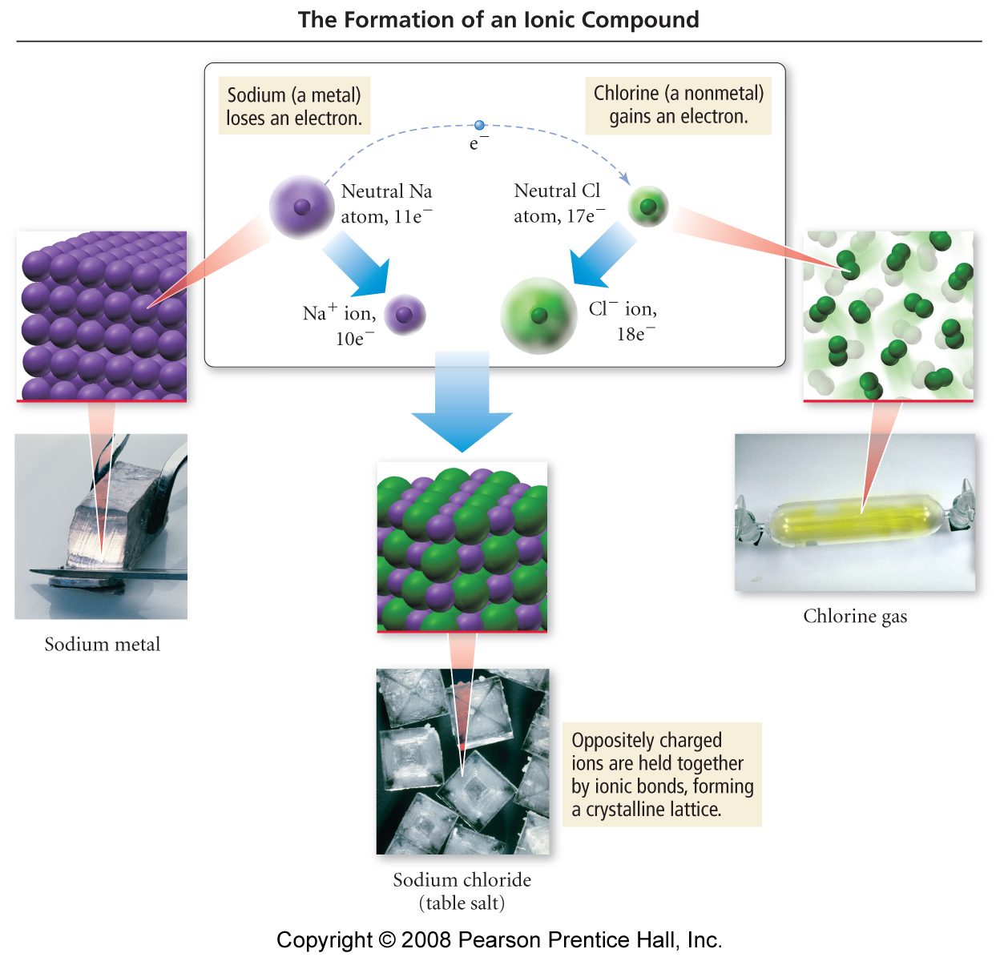 The Formation of an Ionic Compound
Sodium (a metal)
loses an electron.
Chlorine (a nonmetal)
gains an electron.
e⁻
Neutral Na
atom, 11e⁻
Neutral Cl
atom, 17e⁻
Na⁺ ion,
10e⁻
Cl⁻ ion,
18e⁻
Sodium metal
Chlorine gas
Oppositely charged
ions are held together
by ionic bonds, forming
a crystalline lattice.
Sodium chloride
(table salt)
Copyright © 2008 Pearson Prentice Hall, Inc.